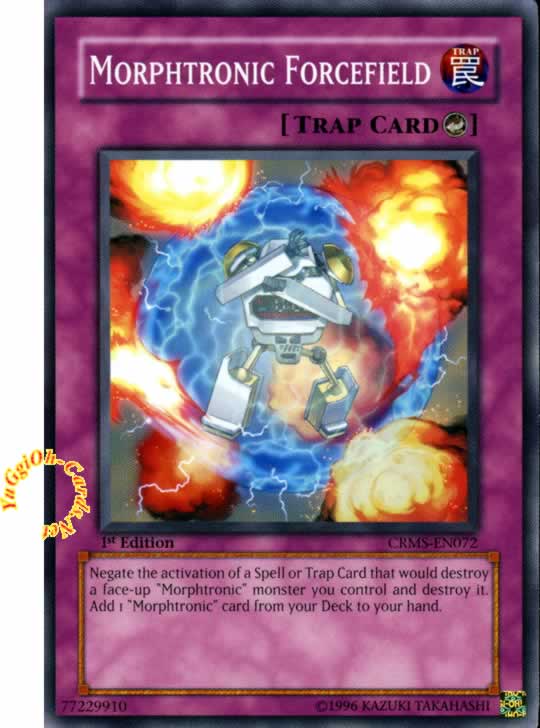 MORPHTRONIC FORCEFIELD
TRAP
罠
[TRAP CARD]
YuGgiOh-Cards.Net
1st Edition
CRMS-EN072
Negate the activation of a Spell or Trap Card that would destroy
a face-up "Morphtronic" monster you control and destroy it.
Add 1 "Morphtronic" card from your Deck to your hand.
77229910
©1996 KAZUKI TAKAHASHI